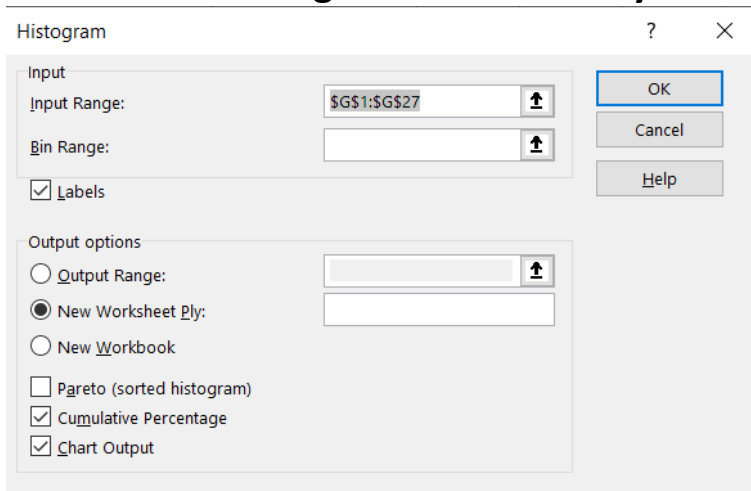 Histogram ? ×
Input
Input Range: $G$1:$G$27
Bin Range:
Labels
OK
Cancel
Help
Output options
Output Range:
New Worksheet Ply:
New Workbook
Pareto (sorted histogram)
Cumulative Percentage
Chart Output